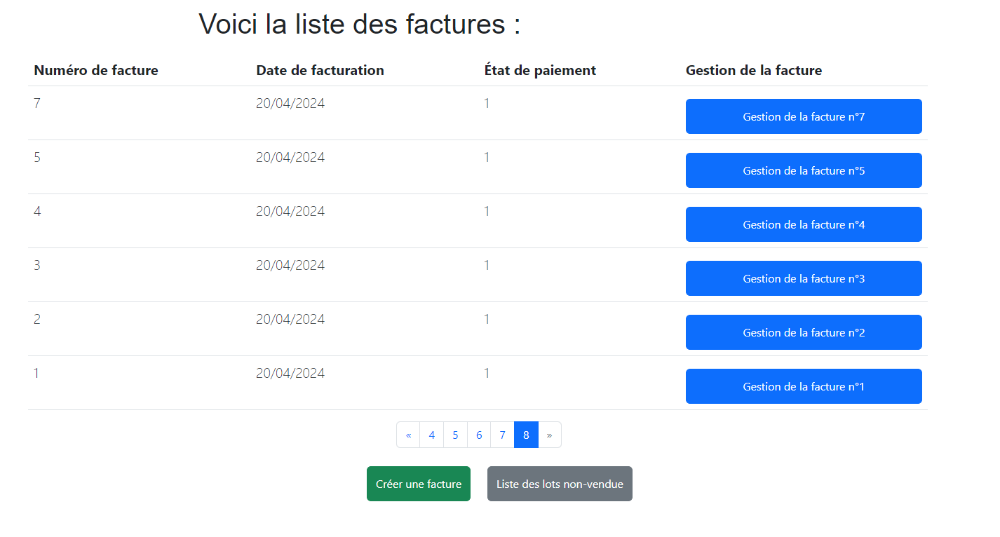 Voici la liste des factures :
Numéro de facture Date de facturation État de paiement Gestion de la facture
7 20/04/2024 1 Gestion de la facture n°7
5 20/04/2024 1 Gestion de la facture n°5
4 20/04/2024 1 Gestion de la facture n°4
3 20/04/2024 1 Gestion de la facture n°3
2 20/04/2024 1 Gestion de la facture n°2
1 20/04/2024 1 Gestion de la facture n°1
« 4 5 6 7 8 »
Créer une facture Liste des lots non-vendue